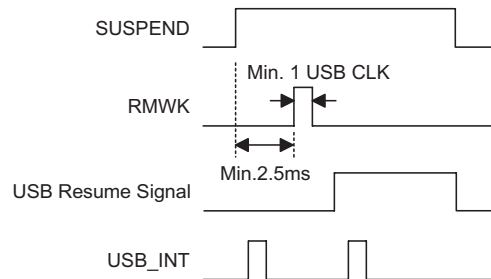 SUSPEND
Min. 1 USB CLK
RMWK
Min.2.5ms
USB Resume Signal
USB_INT